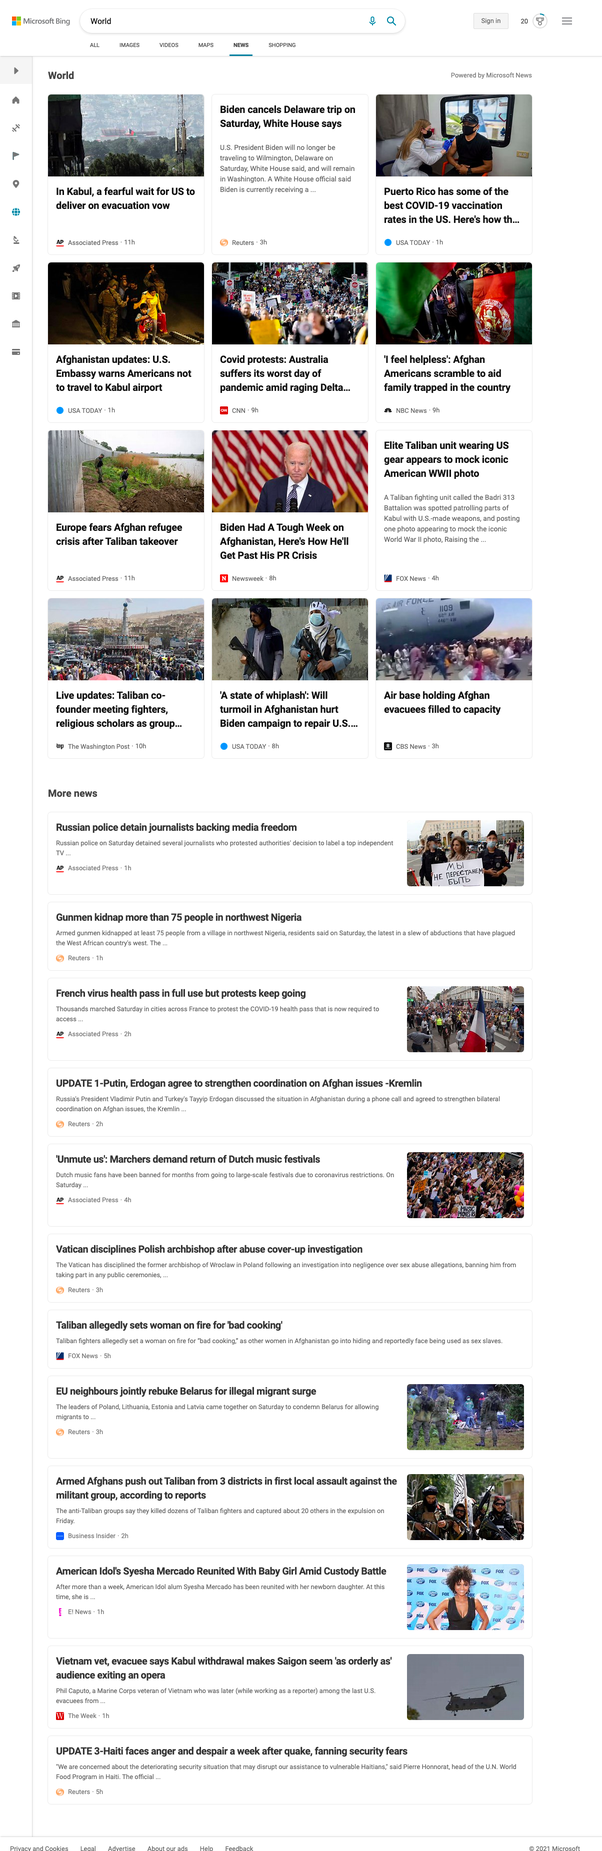 Microsoft Bing
World
Sign in
20
ALL
IMAGES
VIDEOS
MAPS
NEWS
SHOPPING
World
Powered by Microsoft News
In Kabul, a fearful wait for US to
deliver on evacuation vow
AP Associated Press · 11h
Biden cancels Delaware trip on
Saturday, White House says
U.S. President Biden will no longer be
traveling to Wilmington, Delaware on
Saturday, White House said, and will remain
in Washington. A White House official said
Biden is currently receiving a ...
Reuters · 3h
Puerto Rico has some of the
best COVID-19 vaccination
rates in the US. Here's how th...
USA TODAY · 1h
Afghanistan updates: U.S.
Embassy warns Americans not
to travel to Kabul airport
USA TODAY · 1h
Covid protests: Australia
suffers its worst day of
pandemic amid raging Delta...
CNN · 9h
'I feel helpless': Afghan
Americans scramble to aid
family trapped in the country
NBC News · 9h
Europe fears Afghan refugee
crisis after Taliban takeover
AP Associated Press · 11h
Biden Had A Tough Week on
Afghanistan, Here's How He'll
Get Past His PR Crisis
N Newsweek · 8h
Elite Taliban unit wearing US
gear appears to mock iconic
American WWII photo
A Taliban fighting unit called the Badri 313
Battalion was spotted patrolling parts of
Kabul with U.S.-made weapons, and posting
one photo appearing to mock the iconic
World War II photo, Raising the ...
FOX News · 4h
Live updates: Taliban co-
founder meeting fighters,
religious scholars as group...
wp The Washington Post · 10h
'A state of whiplash': Will
turmoil in Afghanistan hurt
Biden campaign to repair U.S....
USA TODAY · 8h
AIR FORCE
1109
Air base holding Afghan
evacuees filled to capacity
CBS News · 3h
More news
Russian police detain journalists backing media freedom
Russian police on Saturday detained several journalists who protested authorities' decision to label a top independent
TV ...
AP Associated Press · 1h
МЫ
НЕ ПЕРЕСТАНЕМ
БЫТЬ
Gunmen kidnap more than 75 people in northwest Nigeria
Armed gunmen kidnapped at least 75 people from a village in northwest Nigeria, residents said on Saturday, the latest in a slew of abductions that have plagued
the West African country's west. The ...
Reuters · 1h
French virus health pass in full use but protests keep going
Thousands marched Saturday in cities across France to protest the COVID-19 health pass that is now required to
access ...
AP Associated Press · 2h
UPDATE 1-Putin, Erdogan agree to strengthen coordination on Afghan issues -Kremlin
Russia's President Vladimir Putin and Turkey's Tayyip Erdogan discussed the situation in Afghanistan during a phone call and agreed to strengthen bilateral
coordination on Afghan issues, the Kremlin ...
Reuters · 2h
'Unmute us': Marchers demand return of Dutch music festivals
Dutch music fans have been banned for months from going to large-scale festivals due to coronavirus restrictions. On
Saturday ...
AP Associated Press · 4h
Vatican disciplines Polish archbishop after abuse cover-up investigation
The Vatican has disciplined the former archbishop of Wroclaw in Poland following an investigation into negligence over sex abuse allegations, banning him from
taking part in any public ceremonies, ...
Reuters · 3h
Taliban allegedly sets woman on fire for 'bad cooking'
Taliban fighters allegedly set a woman on fire for "bad cooking," as other women in Afghanistan go into hiding and reportedly face being used as sex slaves.
FOX News · 5h
EU neighbours jointly rebuke Belarus for illegal migrant surge
The leaders of Poland, Lithuania, Estonia and Latvia came together on Saturday to condemn Belarus for allowing
migrants to ...
Reuters · 3h
Armed Afghans push out Taliban from 3 districts in first local assault against the
militant group, according to reports
The anti-Taliban groups say they killed dozens of Taliban fighters and captured about 20 others in the expulsion on
Friday.
Business Insider · 2h
American Idol's Syesha Mercado Reunited With Baby Girl Amid Custody Battle
After more than a week, American Idol alum Syesha Mercado has been reunited with her newborn daughter. At this
time, she is ...
E! News · 1h
Vietnam vet, evacuee says Kabul withdrawal makes Saigon seem 'as orderly as'
audience exiting an opera
Phil Caputo, a Marine Corps veteran of Vietnam who was later (while working as a reporter) among the last U.S.
evacuees from ...
W The Week · 1h
UPDATE 3-Haiti faces anger and despair a week after quake, fanning security fears
"We are concerned about the deteriorating security situation that may disrupt our assistance to vulnerable Haitians," said Pierre Honnorat, head of the U.N. World
Food Program in Haiti. The official ...
Reuters · 5h
Privacy and Cookies
Legal
Advertise
About our ads
Help
Feedback
© 2021 Microsoft